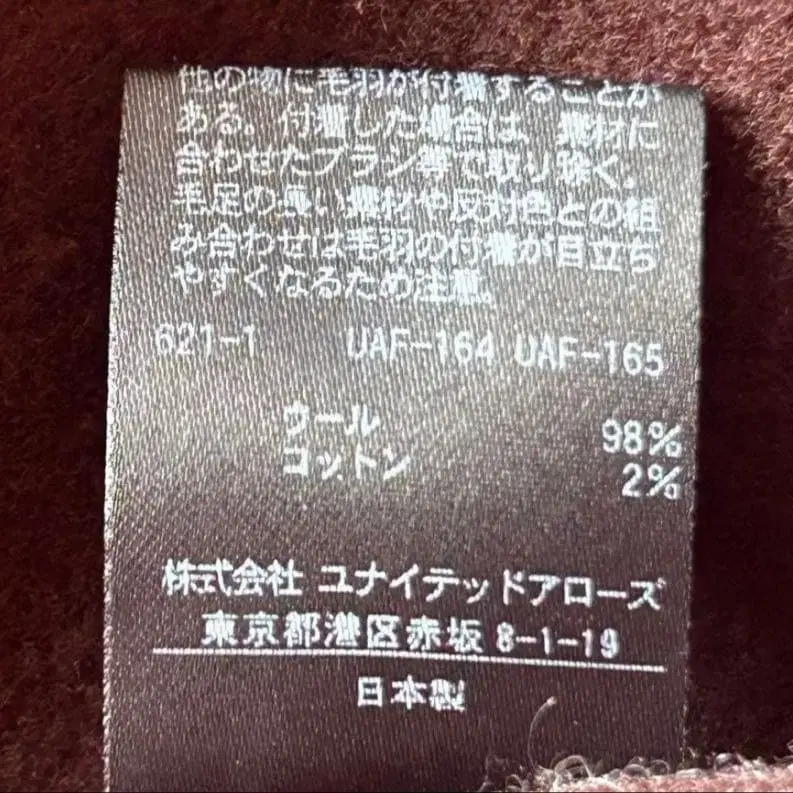 他の物に毛羽が付着することが
ある。付着した場合は、素材に
合わせたブラシ等で取り除く。
毛足の長い素材や反対色との組
み合わせは毛羽の付着が目立ち
やすくなるため注意。
621-1 UAF-164 UAF-165
ウール 98%
コットン 2%
株式会社 ユナイテッドアローズ
東京都港区赤坂 8-1-19
日本製